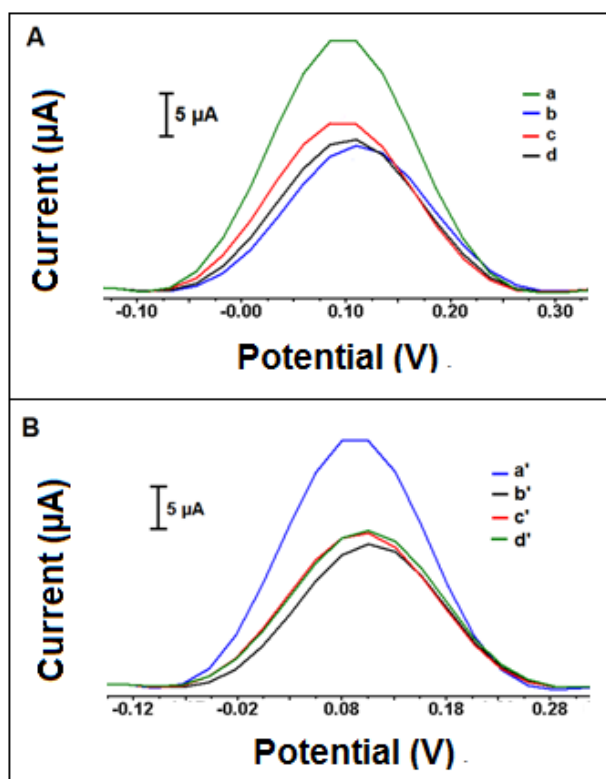 A
5 µA
a
b
c
d
Current (µA)
-0.10 -0.00 0.10 0.20 0.30
Potential (V)
B
5 µA
a'
b'
c'
d'
Current (µA)
-0.12 -0.02 0.08 0.18 0.28
Potential (V)